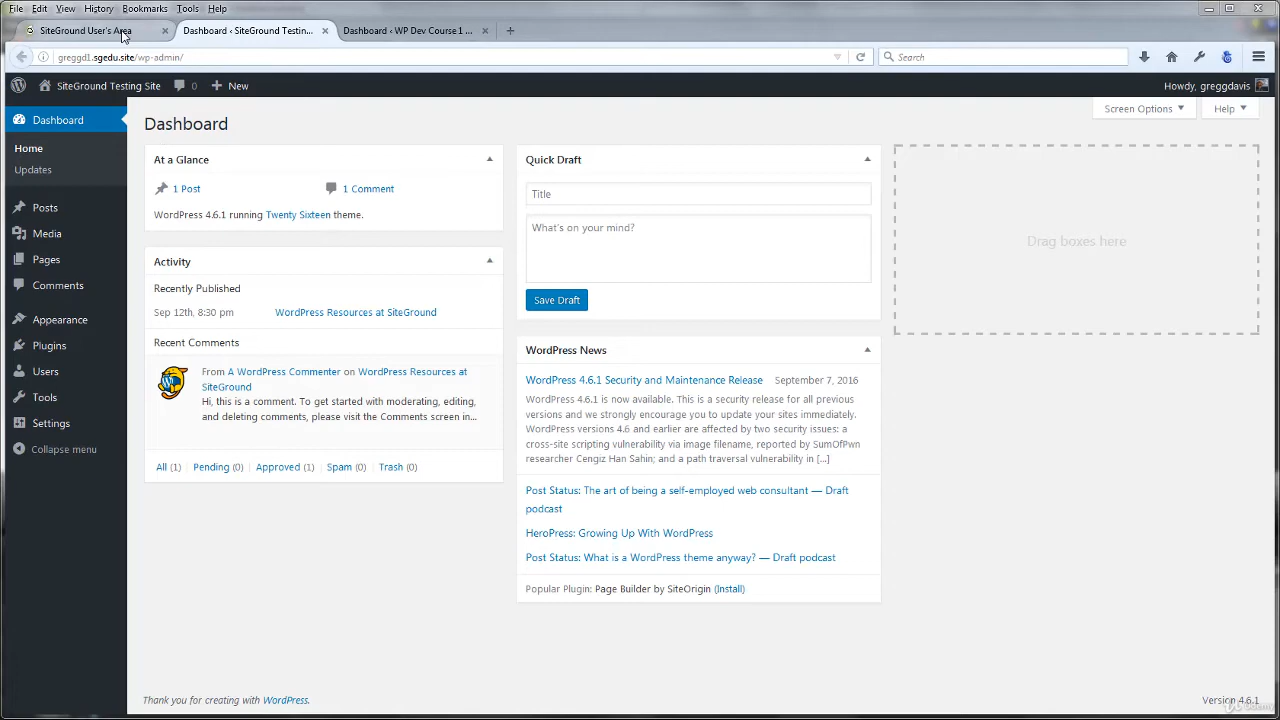 File Edit View History Bookmarks Tools Help
SiteGround User's Area
Dashboard ‹ SiteGround Testin...
Dashboard ‹ WP Dev Course 1 ...
greggd1.sgedu.site/wp-admin/
Search
SiteGround Testing Site
0
New
Howdy, greggdavis
Screen Options
Help
Dashboard
Home
Updates
Posts
Media
Pages
Comments
Appearance
Plugins
Users
Tools
Settings
Collapse menu
Dashboard
At a Glance
1 Post
1 Comment
WordPress 4.6.1 running Twenty Sixteen theme.
Activity
Recently Published
Sep 12th, 8:30 pm
WordPress Resources at SiteGround
Recent Comments
From A WordPress Commenter on WordPress Resources at
SiteGround
Hi, this is a comment. To get started with moderating, editing,
and deleting comments, please visit the Comments screen in...
All (1) | Pending (0) | Approved (1) | Spam (0) | Trash (0)
Quick Draft
Title
What's on your mind?
Save Draft
WordPress News
WordPress 4.6.1 Security and Maintenance Release September 7, 2016
WordPress 4.6.1 is now available. This is a security release for all previous
versions and we strongly encourage you to update your sites immediately.
WordPress versions 4.6 and earlier are affected by two security issues: a
cross-site scripting vulnerability via image filename, reported by SumOfPwn
researcher Cengiz Han Sahin; and a path traversal vulnerability in [...]
Post Status: The art of being a self-employed web consultant — Draft
podcast
HeroPress: Growing Up With WordPress
Post Status: What is a WordPress theme anyway? — Draft podcast
Popular Plugin: Page Builder by SiteOrigin (Install)
Drag boxes here
Thank you for creating with WordPress.
Version 4.6.1
Udemy